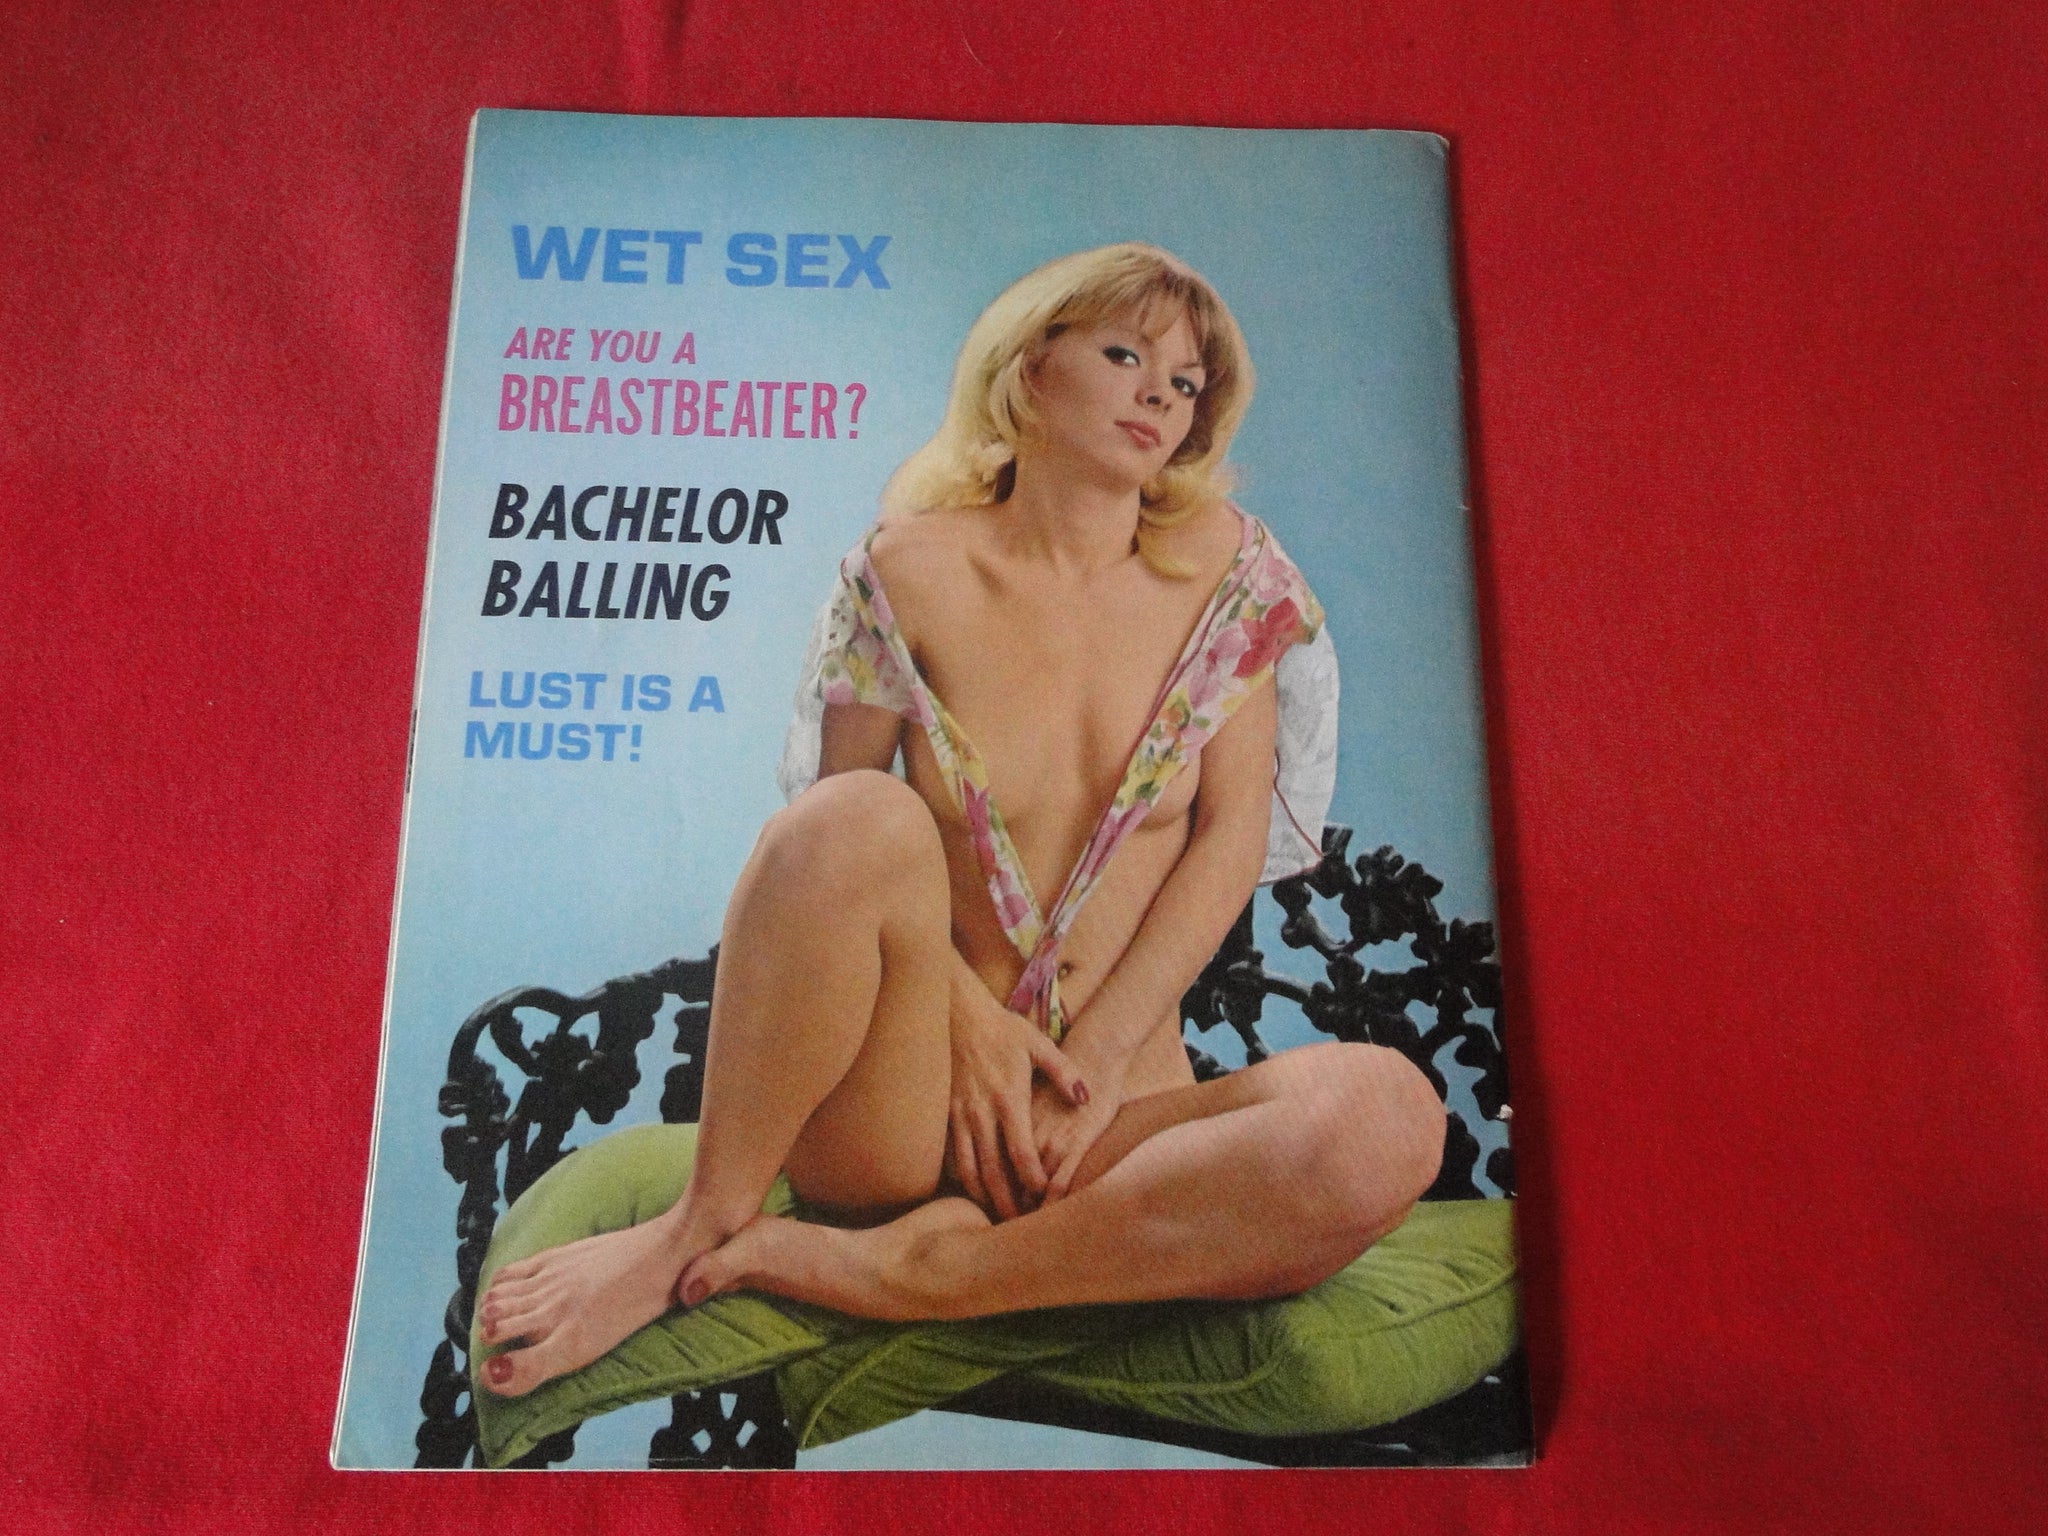 WET SEX
ARE YOU A
BREASTBEATER?
BACHELOR
BALLING
LUST IS A
MUST!